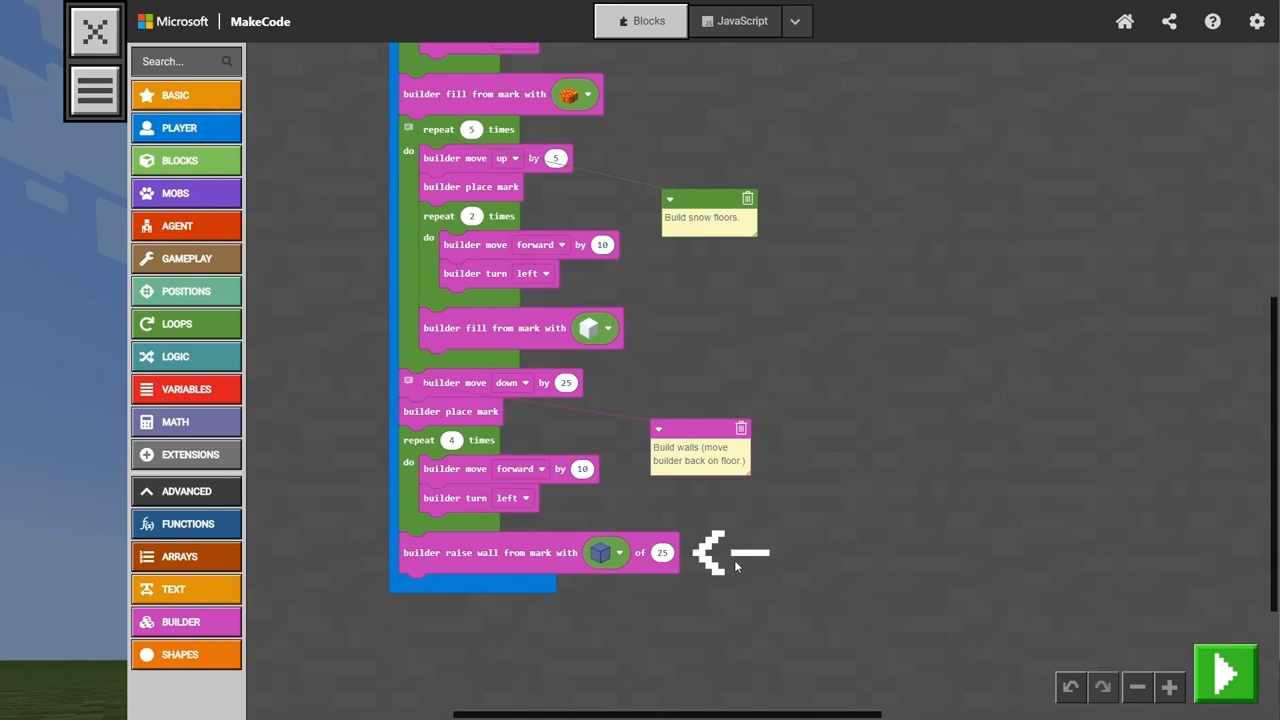 Microsoft | MakeCode
Blocks
JavaScript
Search...
BASIC
PLAYER
BLOCKS
MOBS
AGENT
GAMEPLAY
POSITIONS
LOOPS
LOGIC
VARIABLES
MATH
EXTENSIONS
ADVANCED
FUNCTIONS
ARRAYS
TEXT
BUILDER
SHAPES
builder fill from mark with
repeat 5 times
do
builder move up by 5
builder place mark
repeat 2 times
do
builder move forward by 10
builder turn left
builder fill from mark with
Build snow floors.
builder move down by 25
builder place mark
repeat 4 times
do
builder move forward by 10
builder turn left
builder raise wall from mark with of 25
Build walls (move
builder back on floor.)